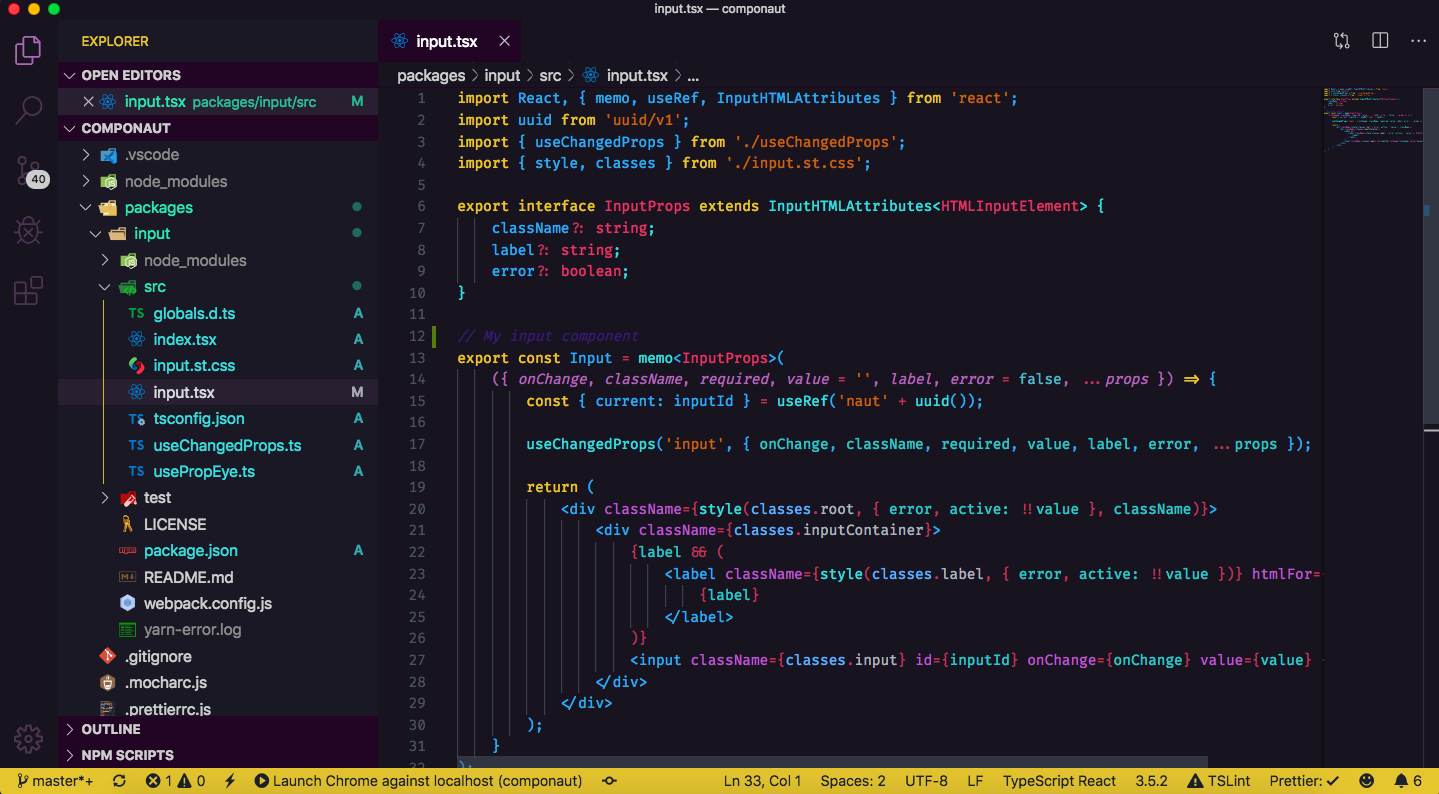 input.tsx — componaut
EXPLORER
OPEN EDITORS
input.tsx packages/input/src M
COMPONAUT
.vscode
node_modules
packages
input
node_modules
src
TS globals.d.ts A
index.tsx A
input.st.css A
input.tsx M
TS tsconfig.json A
TS useChangedProps.ts A
TS usePropEye.ts A
test
LICENSE
package.json A
README.md
webpack.config.js
yarn-error.log
.gitignore
.mocharc.js
.prettierrc.js
OUTLINE
NPM SCRIPTS
40
input.tsx
packages > input > src > input.tsx > ...
1 import React, { memo, useRef, InputHTMLAttributes } from 'react';
2 import uuid from 'uuid/v1';
3 import { useChangedProps } from './useChangedProps';
4 import { style, classes } from './input.st.css';
5
6 export interface InputProps extends InputHTMLAttributes<HTMLInputElement> {
7 className?: string;
8 label?: string;
9 error?: boolean;
10 }
11
12 // My input component
13 export const Input = memo<InputProps>(
14 ({ onChange, className, required, value = '', label, error = false, ...props }) => {
15 const { current: inputId } = useRef('naut' + uuid());
16
17 useChangedProps('input', { onChange, className, required, value, label, error, ...props });
18
19 return (
20 <div className={style(classes.root, { error, active: !!value }, className)}>
21 <div className={classes.inputContainer}>
22 {label && (
23 <label className={style(classes.label, { error, active: !!value })} htmlFor=
24 {label}
25 </label>
26 )}
27 <input className={classes.input} id={inputId} onChange={onChange} value={value}
28 </div>
29 </div>
30 );
31 }
32 );
master*+ 1 0 Launch Chrome against localhost (componaut) Ln 33, Col 1 Spaces: 2 UTF-8 LF TypeScript React 3.5.2 TSLint Prettier: ✓ 6